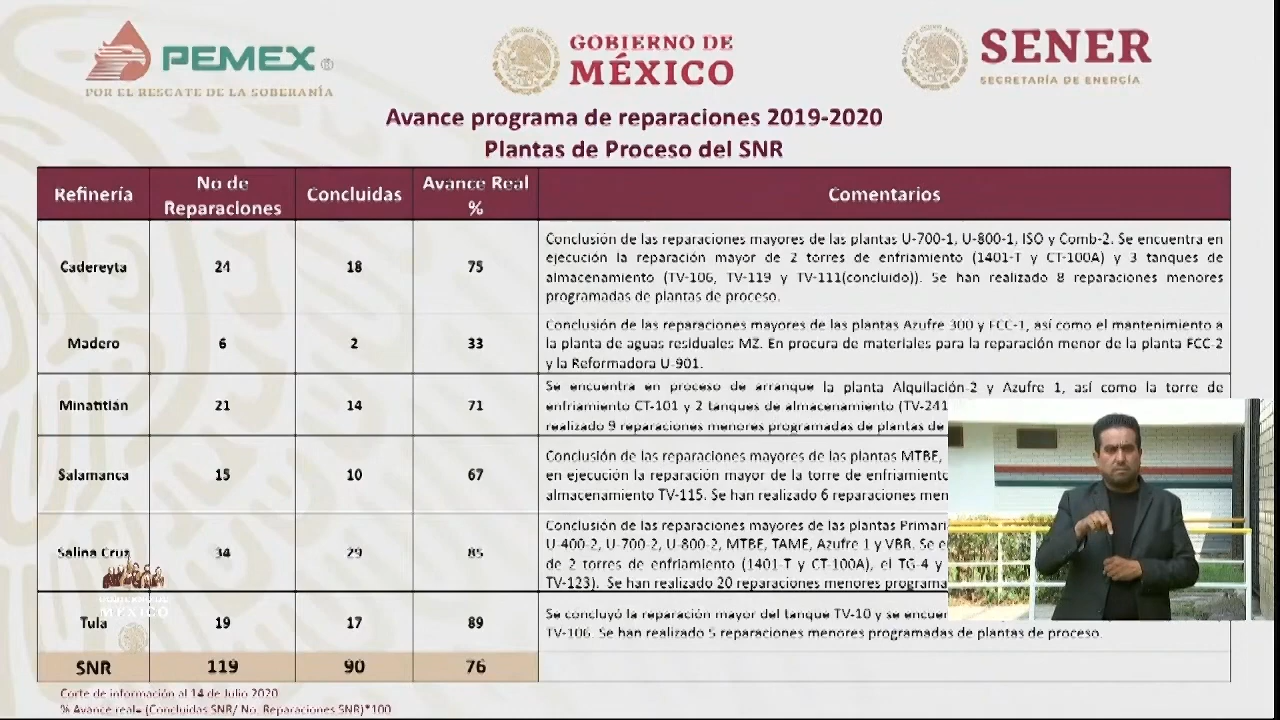 PEMEX®
POR EL RESCATE DE LA SOBERANÍA
GOBIERNO DE
MÉXICO
SENER
SECRETARÍA DE ENERGÍA
Avance programa de reparaciones 2019-2020
Plantas de Proceso del SNR
Refinería
No de
Reparaciones
Concluidas
Avance Real
%
Comentarios
Cadereyta
24
18
75
Conclusión de las reparaciones mayores de las plantas U-700-1, U-800-1, ISO y Comb-2. Se encuentra en
ejecución la reparación mayor de 2 torres de enfriamiento (1401-T y CT-100A) y 3 tanques de
almacenamiento (TV-106, TV-119 y TV-111(concluido)). Se han realizado 8 reparaciones menores
programadas de plantas de proceso.
Madero
6
2
33
Conclusión de las reparaciones mayores de las plantas Azufre 300 y FCC-1, así como el mantenimiento a
la planta de aguas residuales MZ. En procura de materiales para la reparación menor de la planta FCC-2
y la Reformadora U-901.
Minatitlán
21
14
71
Se encuentra en proceso de arranque la planta Alquilación-2 y Azufre 1, así como la torre de
enfriamiento CT-101 y 2 tanques de almacenamiento (TV-241
realizado 9 reparaciones menores programadas de plantas de
Salamanca
15
10
67
Conclusión de las reparaciones mayores de las plantas MTBE,
en ejecución la reparación mayor de la torre de enfriamiento
almacenamiento TV-115. Se han realizado 6 reparaciones men
Salina Cruz
34
29
85
Conclusión de las reparaciones mayores de las plantas Primari
U-400-2, U-700-2, U-800-2, MTBE, TAME, Azufre 1 y VBR. Se e
de 2 torres de enfriamiento (1401-T y CT-100A), el TG-4 y
TV-123). Se han realizado 20 reparaciones menores programa
GOBIERNO DE
MÉXICO
Tula
19
17
89
Se concluyó la reparación mayor del tanque TV-10 y se encuen
TV-106. Se han realizado 5 reparaciones menores programadas de plantas de proceso.
SNR
119
90
76
Corte de información al 14 de Julio 2020
% Avance real= (Concluidas SNR/ No. Reparaciones SNR)*100